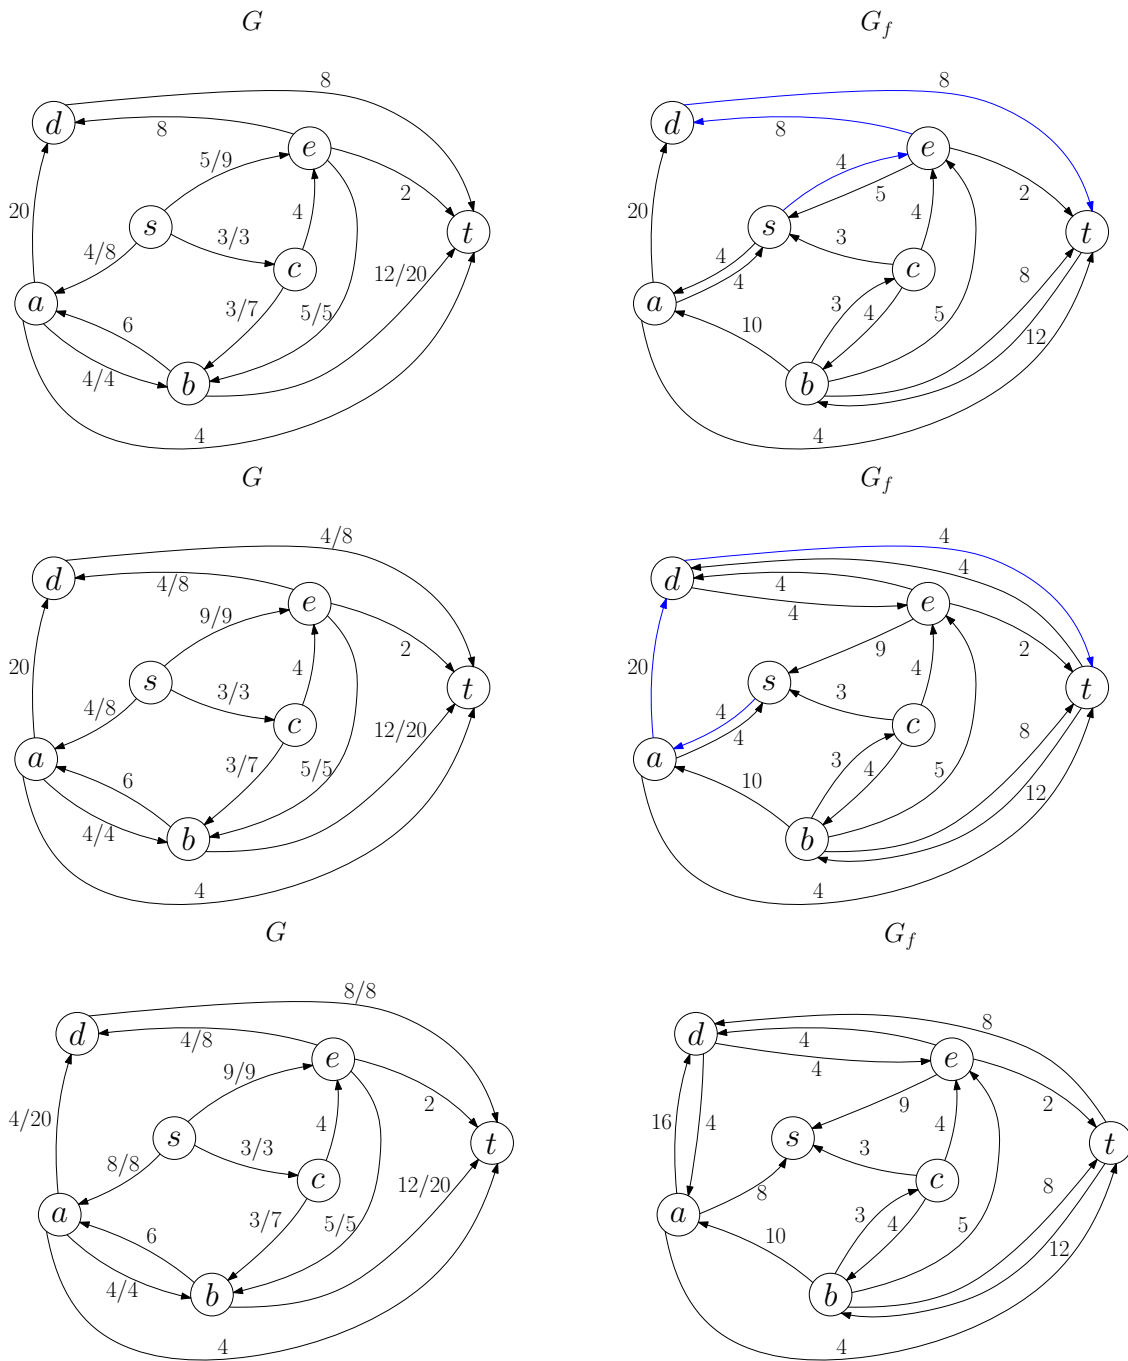 G G_f
8 8
d 8 d 8
5/9 e 4 e
20 2 20 5 2
s 3/3 4 t s 3 4 t
4/8 c 12/20 4 4 c 8
a 3/7 5/5 a 3 4 5 12
6 10
4/4 b b
4 4
G G_f
4/8 4
d 4/8 d 4 4
9/9 e 4 e
20 2 20 9 2
s 3/3 4 t s 3 4 t
4/8 c 12/20 4 4 c 8
a 3/7 5/5 a 3 4 5 12
6 10
4/4 b b
4 4
G G_f
8/8 8
d 4/8 d 4
9/9 e 4 e
4/20 2 16 4 9 2
s 3/3 4 t s 3 4 t
8/8 c 12/20 8 c 8
a 3/7 5/5 a 3 4 5 12
6 10
4/4 b b
4 4